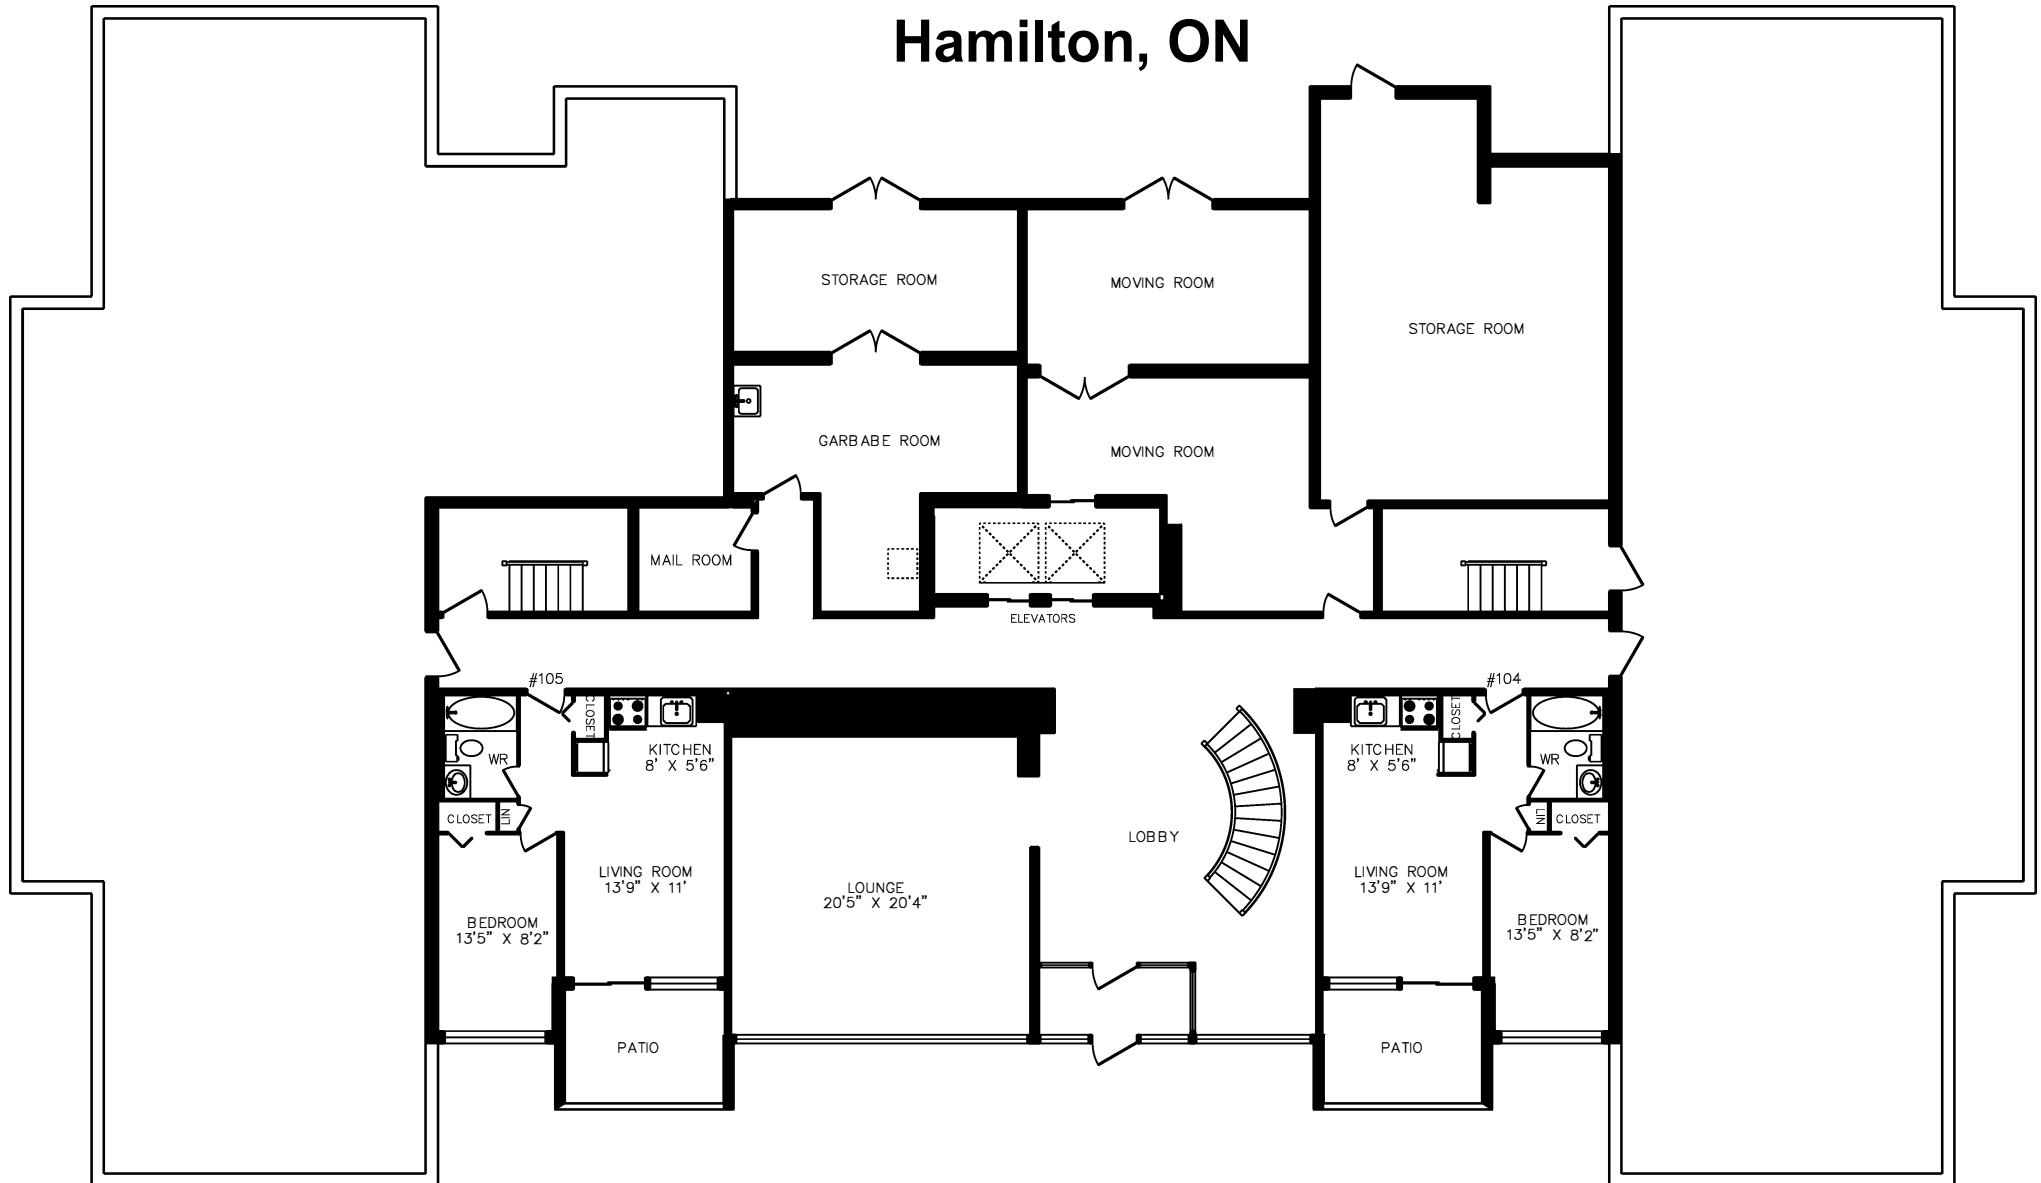 Hamilton, ON
STORAGE ROOM
MOVING ROOM
STORAGE ROOM
GARBABE ROOM
MOVING ROOM
MAIL ROOM
ELEVATORS
#105
#104
CLOSET
KITCHEN
8' X 5'6"
WR
CLOSET
LIN
LIVING ROOM
13'9" X 11'
BEDROOM
13'5" X 8'2"
PATIO
LOUNGE
20'5" X 20'4"
LOBBY
CLOSET
KITCHEN
8' X 5'6"
WR
LIN
CLOSET
LIVING ROOM
13'9" X 11'
BEDROOM
13'5" X 8'2"
PATIO